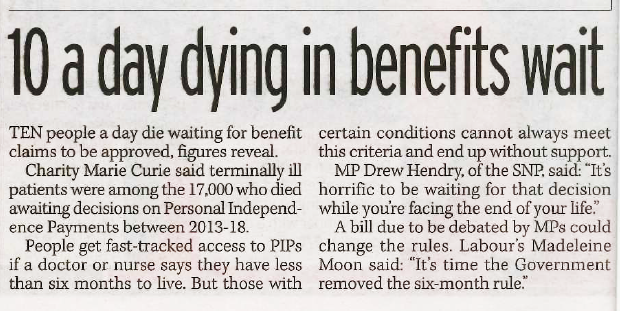 10 a day dying in benefits wait
TEN people a day die waiting for benefit
claims to be approved, figures reveal.
Charity Marie Curie said terminally ill
patients were among the 17,000 who died
awaiting decisions on Personal Independ-
ence Payments between 2013-18.
People get fast-tracked access to PIPs
if a doctor or nurse says they have less
than six months to live. But those with
certain conditions cannot always meet
this criteria and end up without support.
MP Drew Hendry, of the SNP, said: “It's
horrific to be waiting for that decision
while you're facing the end of your life.”
A bill due to be debated by MPs could
change the rules. Labour's Madeleine
Moon said: “It's time the Government
removed the six-month rule.”